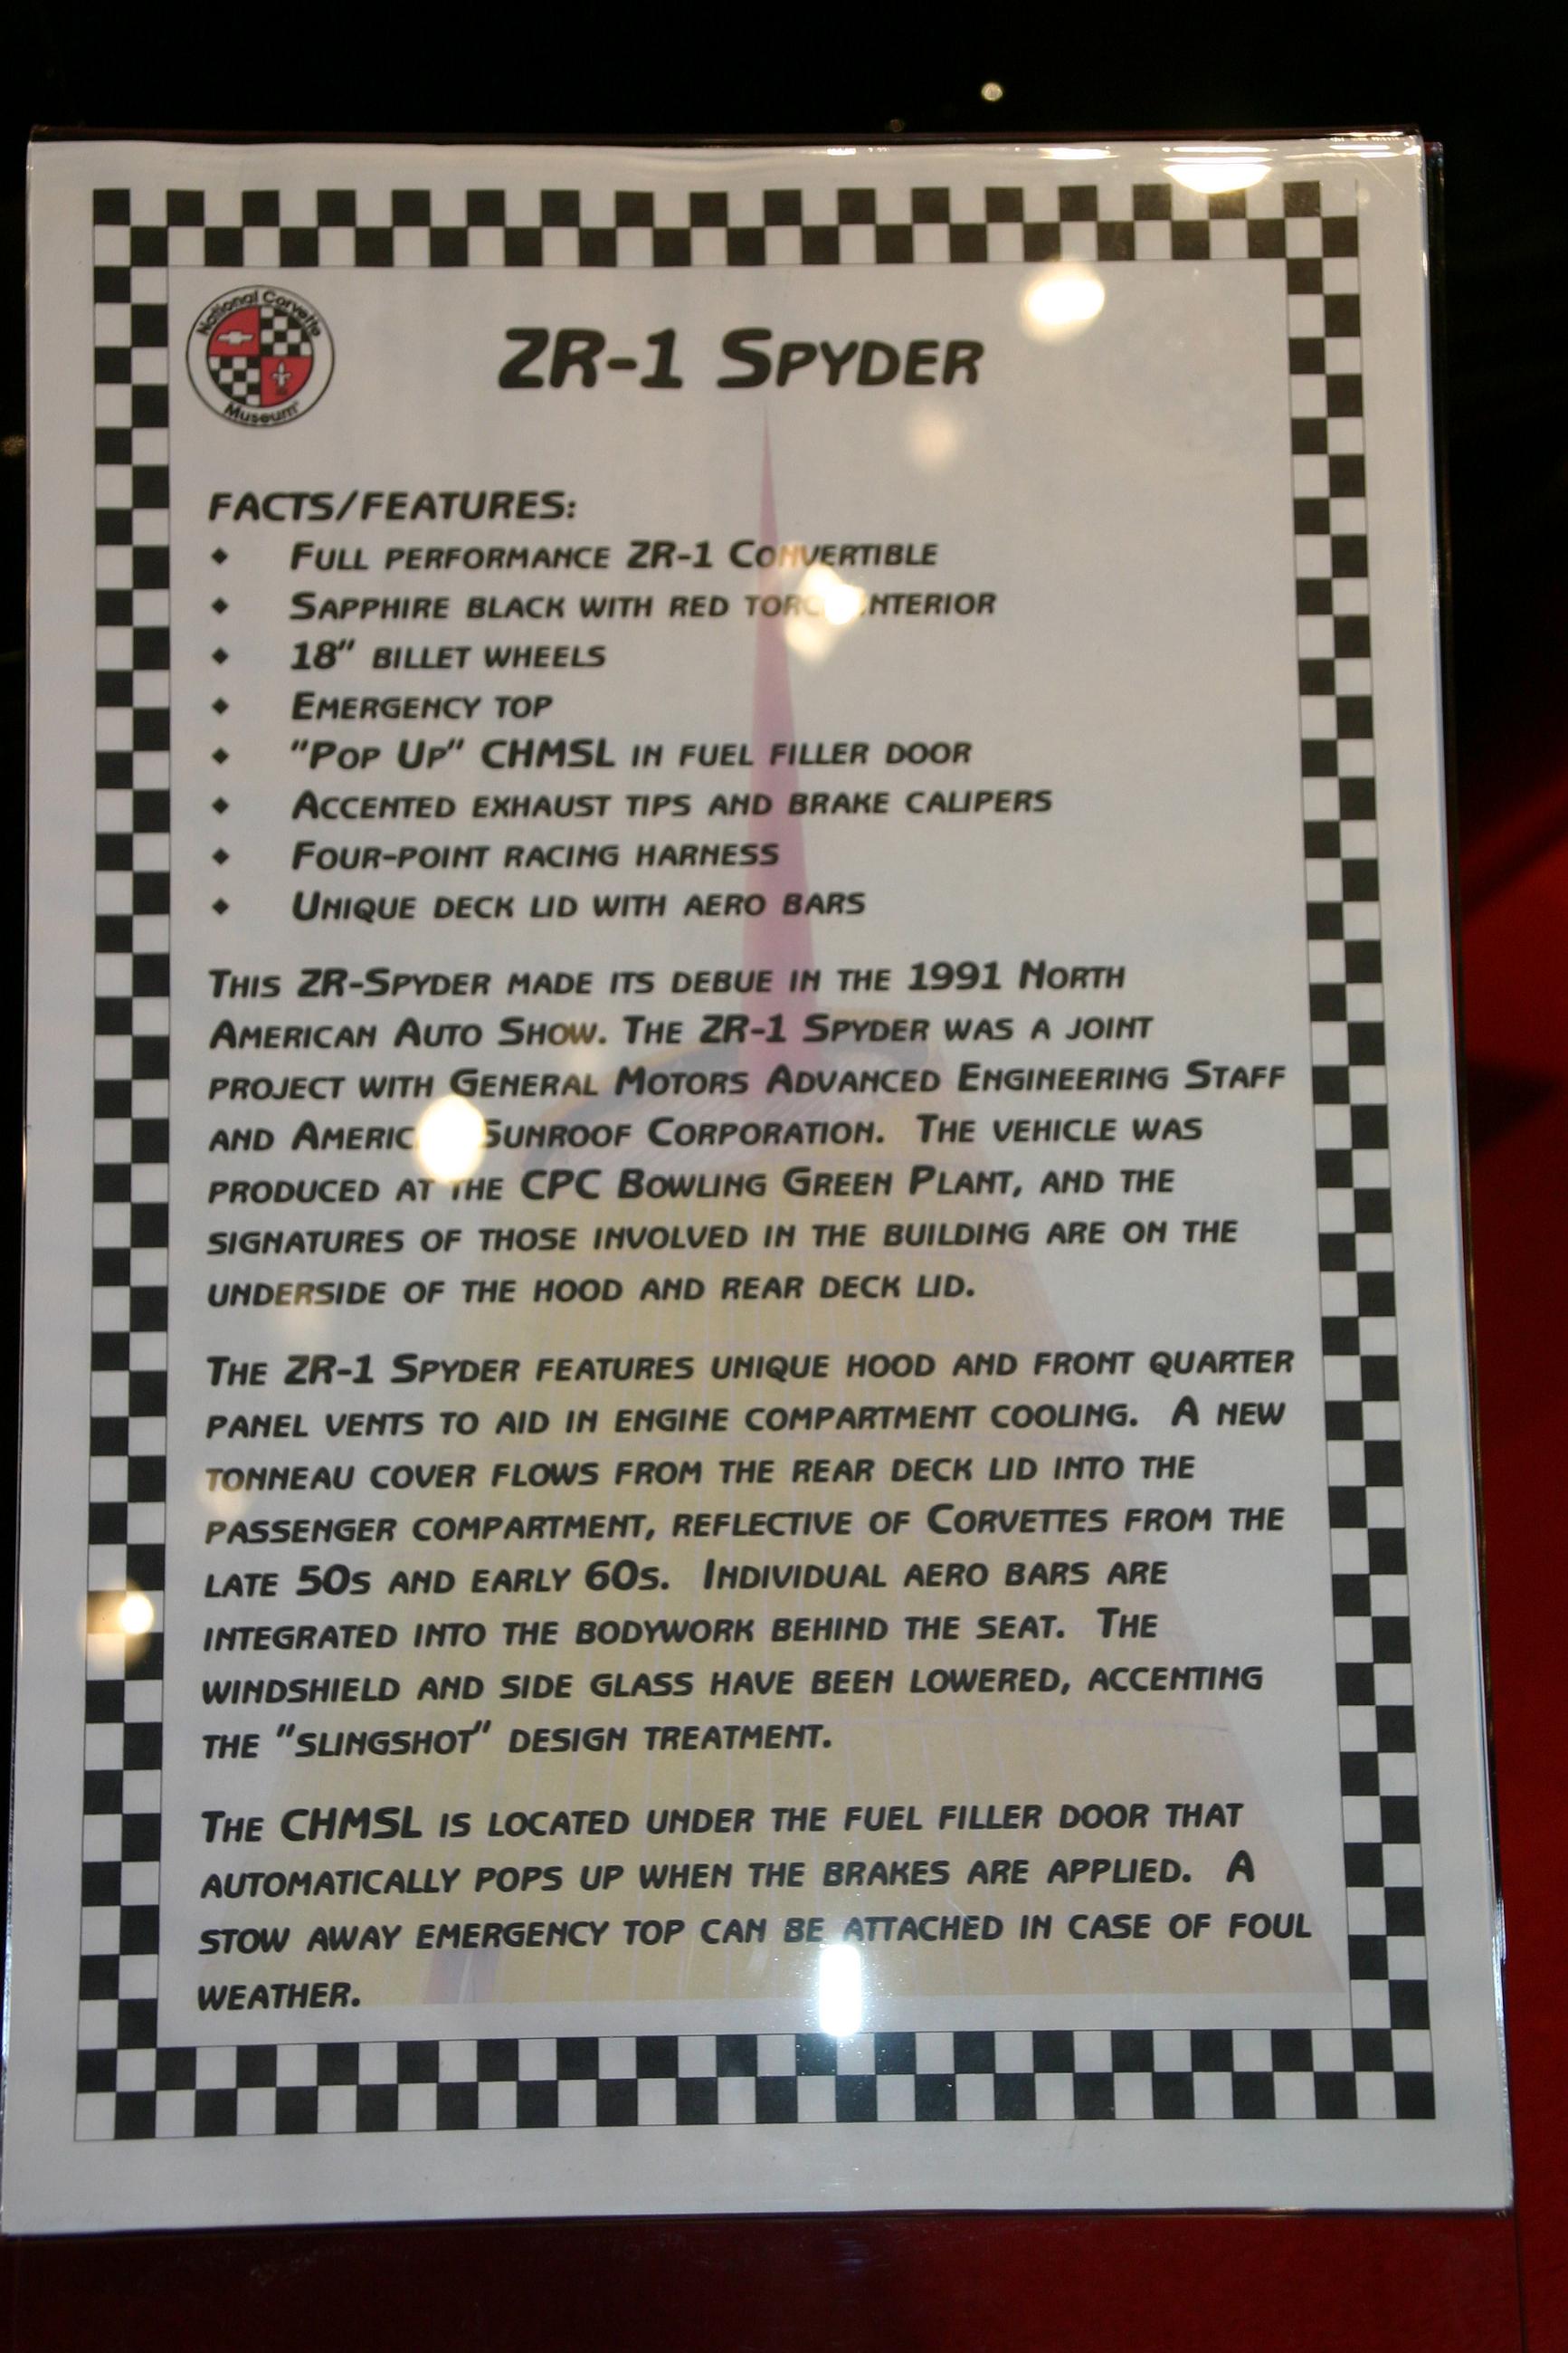 National Corvette
Museum
ZR-1 SPYDER
FACTS/FEATURES:
◆ FULL PERFORMANCE ZR-1 CONVERTIBLE
◆ SAPPHIRE BLACK WITH RED TORCH INTERIOR
◆ 18" BILLET WHEELS
◆ EMERGENCY TOP
◆ "POP UP" CHMSL IN FUEL FILLER DOOR
◆ ACCENTED EXHAUST TIPS AND BRAKE CALIPERS
◆ FOUR-POINT RACING HARNESS
◆ UNIQUE DECK LID WITH AERO BARS
THIS ZR-SPYDER MADE ITS DEBUE IN THE 1991 NORTH
AMERICAN AUTO SHOW. THE ZR-1 SPYDER WAS A JOINT
PROJECT WITH GENERAL MOTORS ADVANCED ENGINEERING STAFF
AND AMERICAN SUNROOF CORPORATION. THE VEHICLE WAS
PRODUCED AT THE CPC BOWLING GREEN PLANT, AND THE
SIGNATURES OF THOSE INVOLVED IN THE BUILDING ARE ON THE
UNDERSIDE OF THE HOOD AND REAR DECK LID.
THE ZR-1 SPYDER FEATURES UNIQUE HOOD AND FRONT QUARTER
PANEL VENTS TO AID IN ENGINE COMPARTMENT COOLING. A NEW
TONNEAU COVER FLOWS FROM THE REAR DECK LID INTO THE
PASSENGER COMPARTMENT, REFLECTIVE OF CORVETTES FROM THE
LATE 50S AND EARLY 60S. INDIVIDUAL AERO BARS ARE
INTEGRATED INTO THE BODYWORK BEHIND THE SEAT. THE
WINDSHIELD AND SIDE GLASS HAVE BEEN LOWERED, ACCENTING
THE "SLINGSHOT" DESIGN TREATMENT.
THE CHMSL IS LOCATED UNDER THE FUEL FILLER DOOR THAT
AUTOMATICALLY POPS UP WHEN THE BRAKES ARE APPLIED. A
STOW AWAY EMERGENCY TOP CAN BE ATTACHED IN CASE OF FOUL
WEATHER.